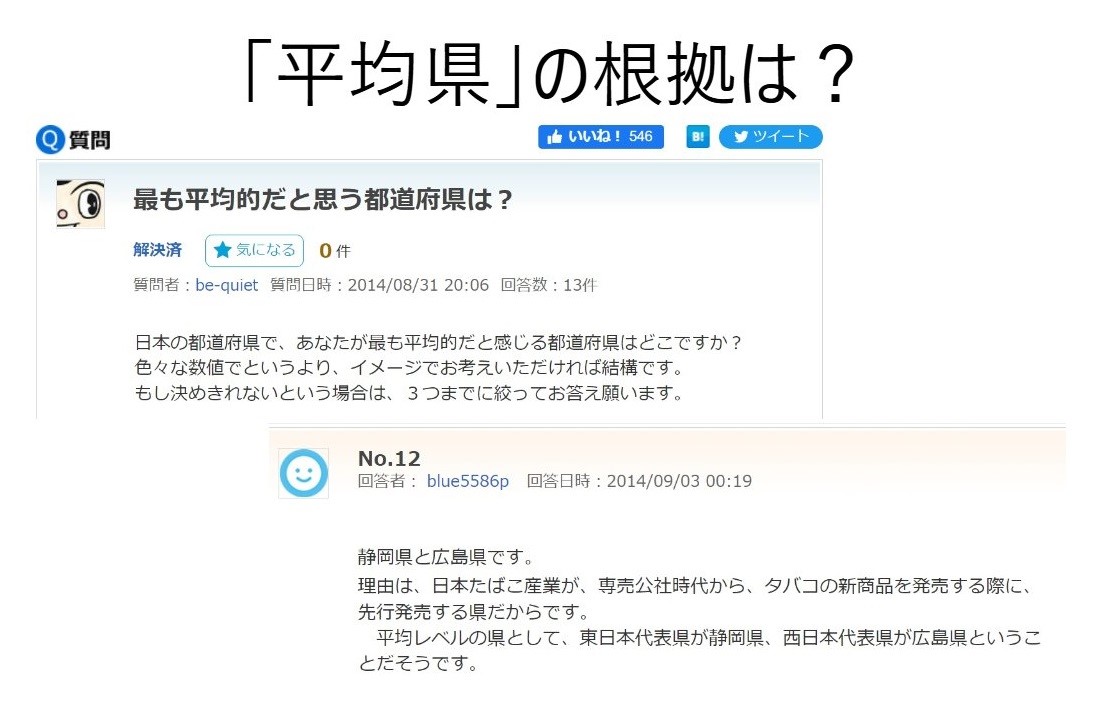 「平均県」の根拠は？
Q 質問
いいね！ 546
B!
ツイート
最も平均的だと思う都道府県は？
解決済 気になる 0 件
質問者：be-quiet 質問日時：2014/08/31 20:06 回答数：13件
日本の都道府県で、あなたが最も平均的だと感じる都道府県はどこですか？
色々な数値でというより、イメージでお考えいただければ結構です。
もし決めきれないという場合は、３つまでに絞ってお答え願います。
No.12
回答者： blue5586p 回答日時：2014/09/03 00:19
静岡県と広島県です。
理由は、日本たばこ産業が、専売公社時代から、タバコの新商品を発売する際に、
先行発売する県だからです。
　平均レベルの県として、東日本代表県が静岡県、西日本代表県が広島県というこ
とだそうです。